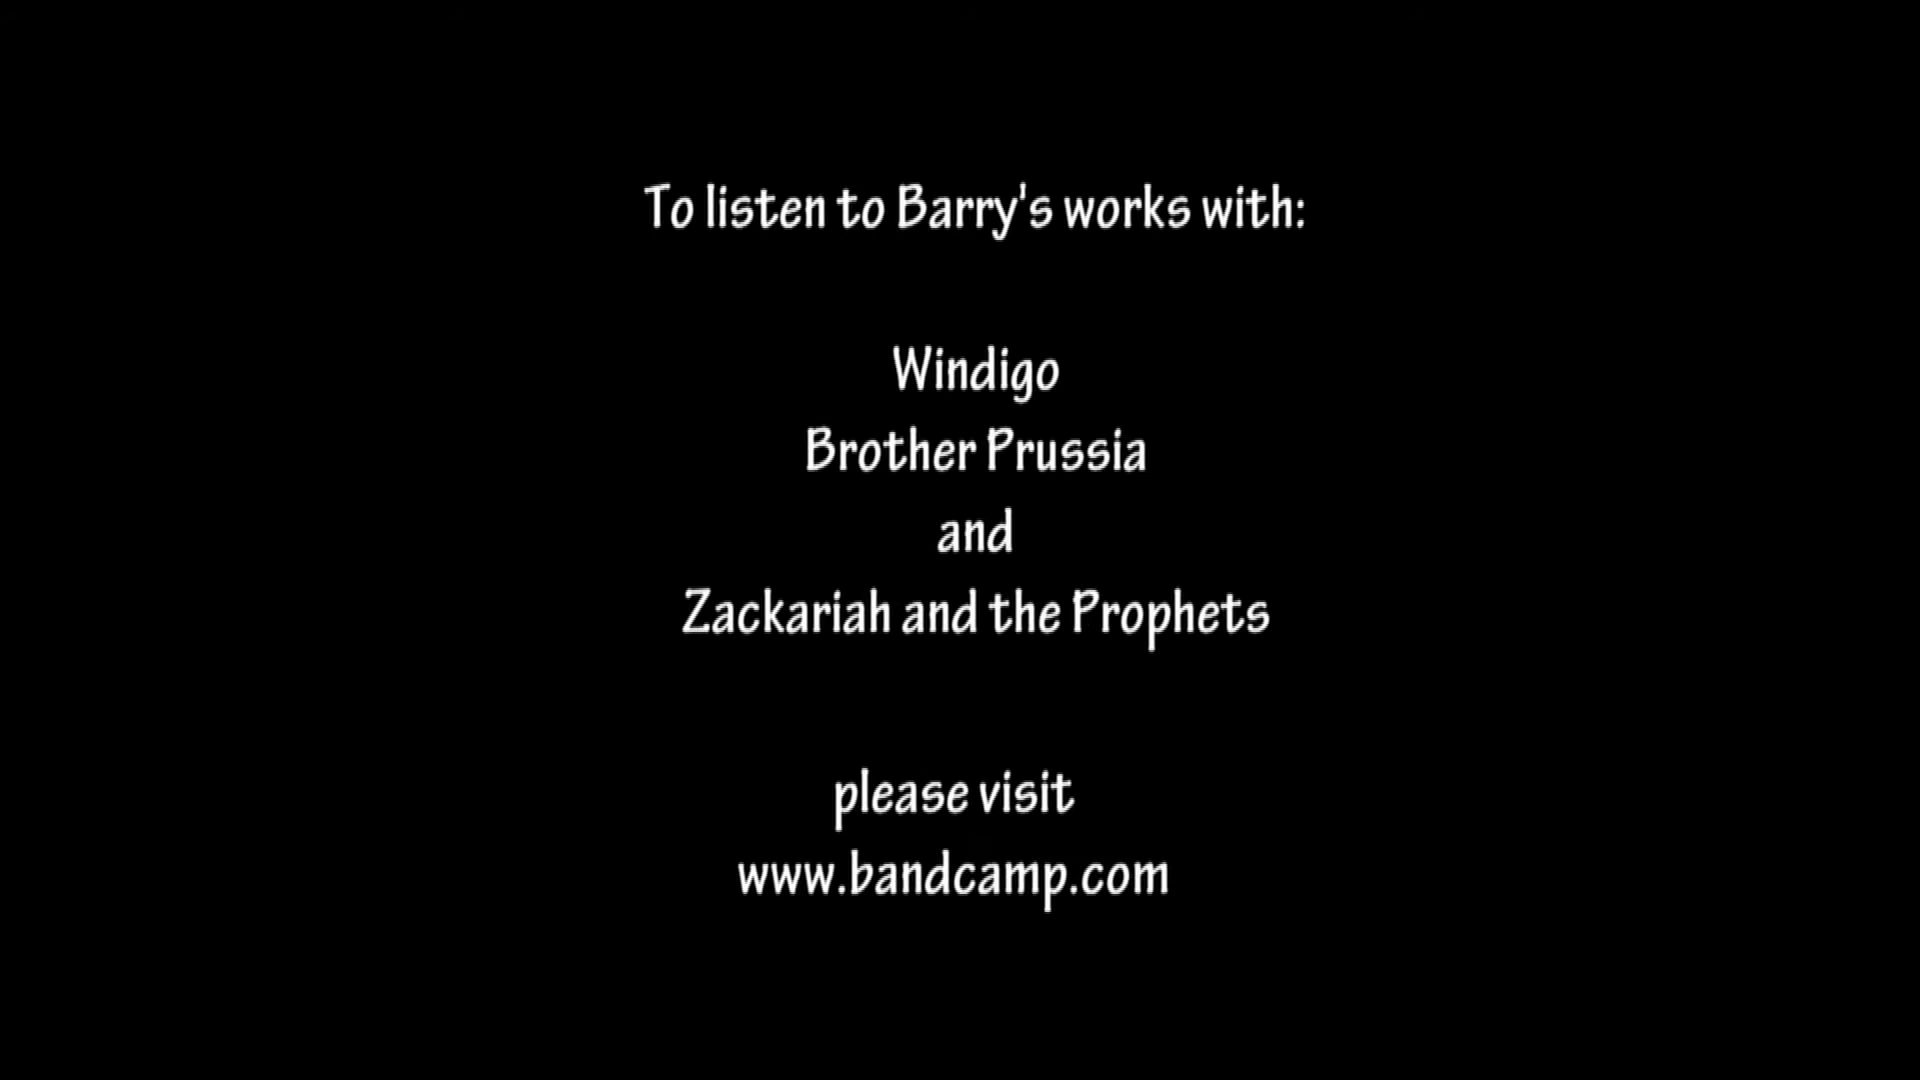 To listen to Barry's works with:
Windigo
Brother Prussia
and
Zackariah and the Prophets
please visit
www.bandcamp.com